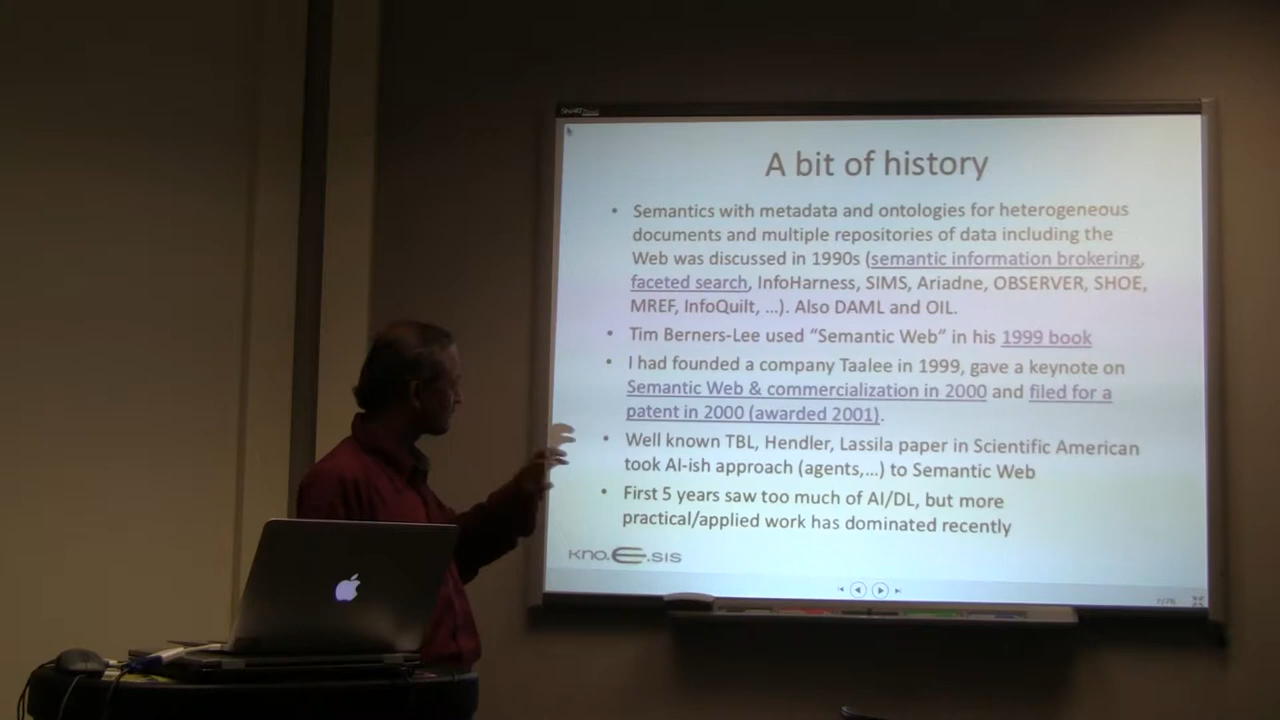 SMART
A bit of history
• Semantics with metadata and ontologies for heterogeneous
documents and multiple repositories of data including the
Web was discussed in 1990s (semantic information brokering,
faceted search, InfoHarness, SIMS, Ariadne, OBSERVER, SHOE,
MREF, InfoQuilt, ...). Also DAML and OIL.
• Tim Berners-Lee used “Semantic Web” in his 1999 book
• I had founded a company Taalee in 1999, gave a keynote on
Semantic Web & commercialization in 2000 and filed for a
patent in 2000 (awarded 2001).
• Well known TBL, Hendler, Lassila paper in Scientific American
took AI-ish approach (agents,...) to Semantic Web
• First 5 years saw too much of AI/DL, but more
practical/applied work has dominated recently
kno.e.sis